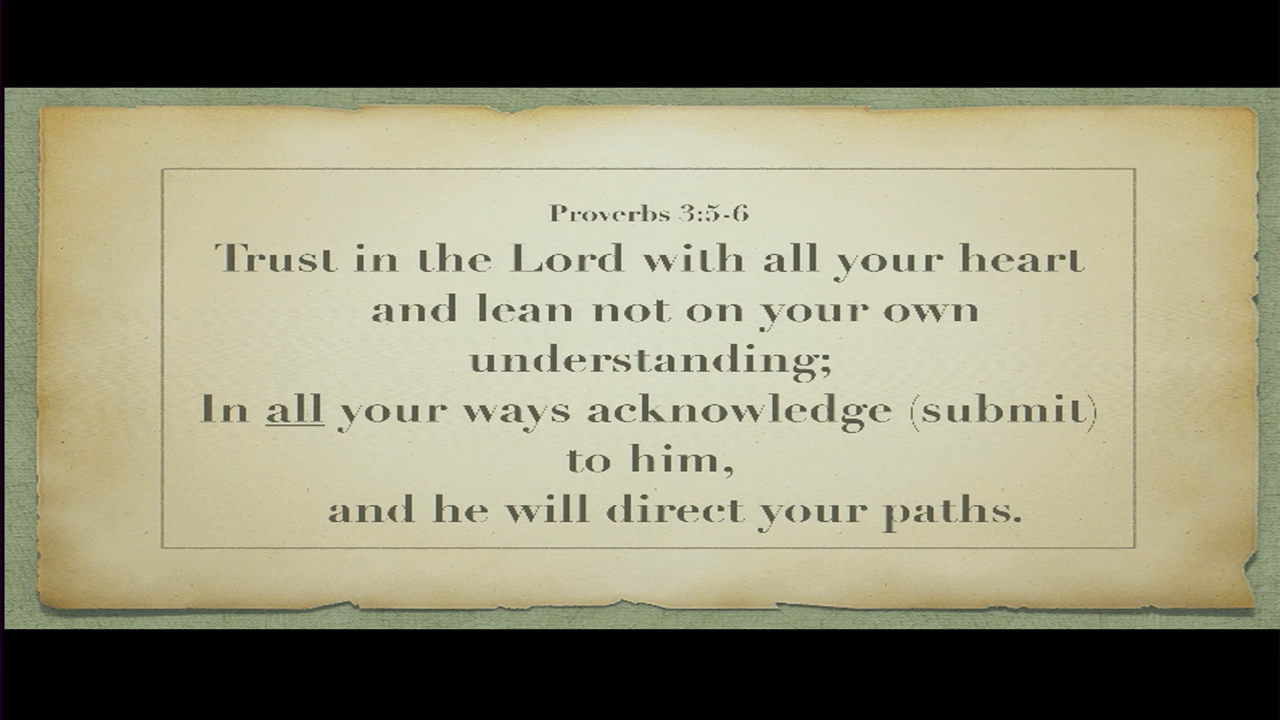 Proverbs 3:5-6
Trust in the Lord with all your heart
and lean not on your own
understanding;
In all your ways acknowledge (submit)
to him,
and he will direct your paths.